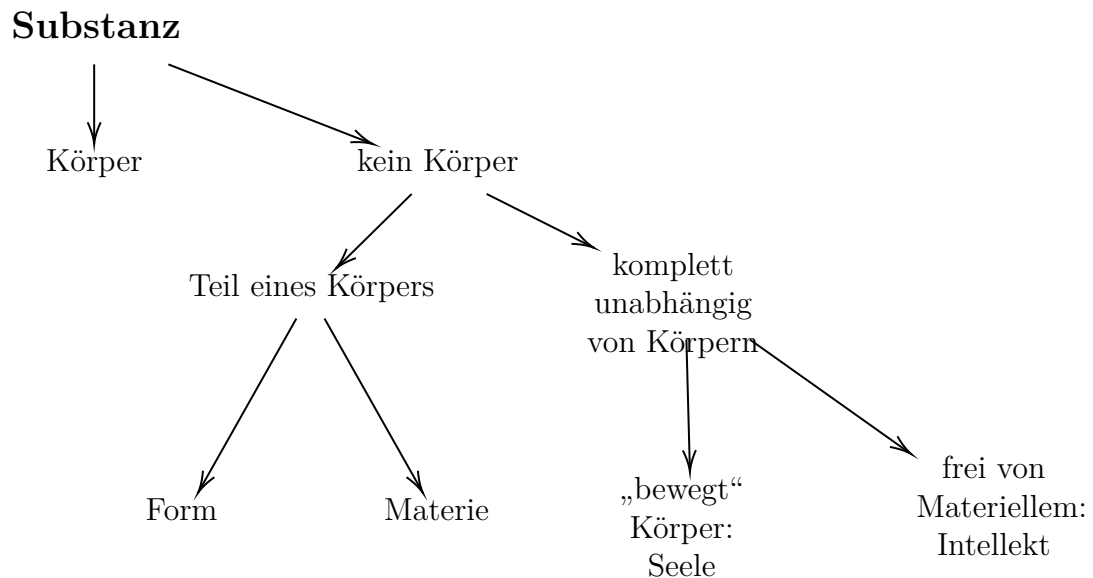 Substanz
Körper
kein Körper
Teil eines Körpers
komplett
unabhängig
von Körpern
Form
Materie
„bewegt“
Körper:
Seele
frei von
Materiellem:
Intellekt